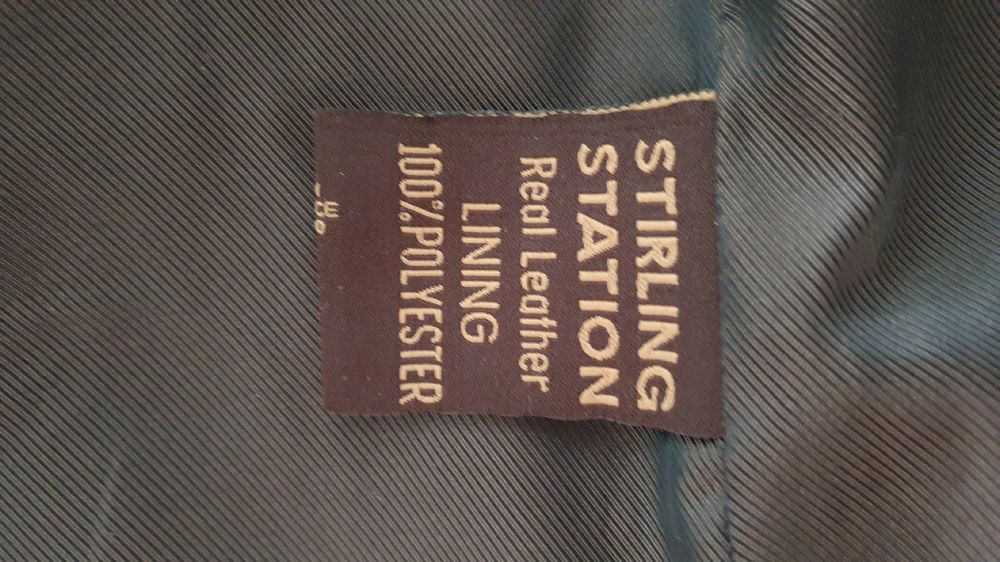 STIRLING
STATION
Real Leather
LINING
100%POLYESTER